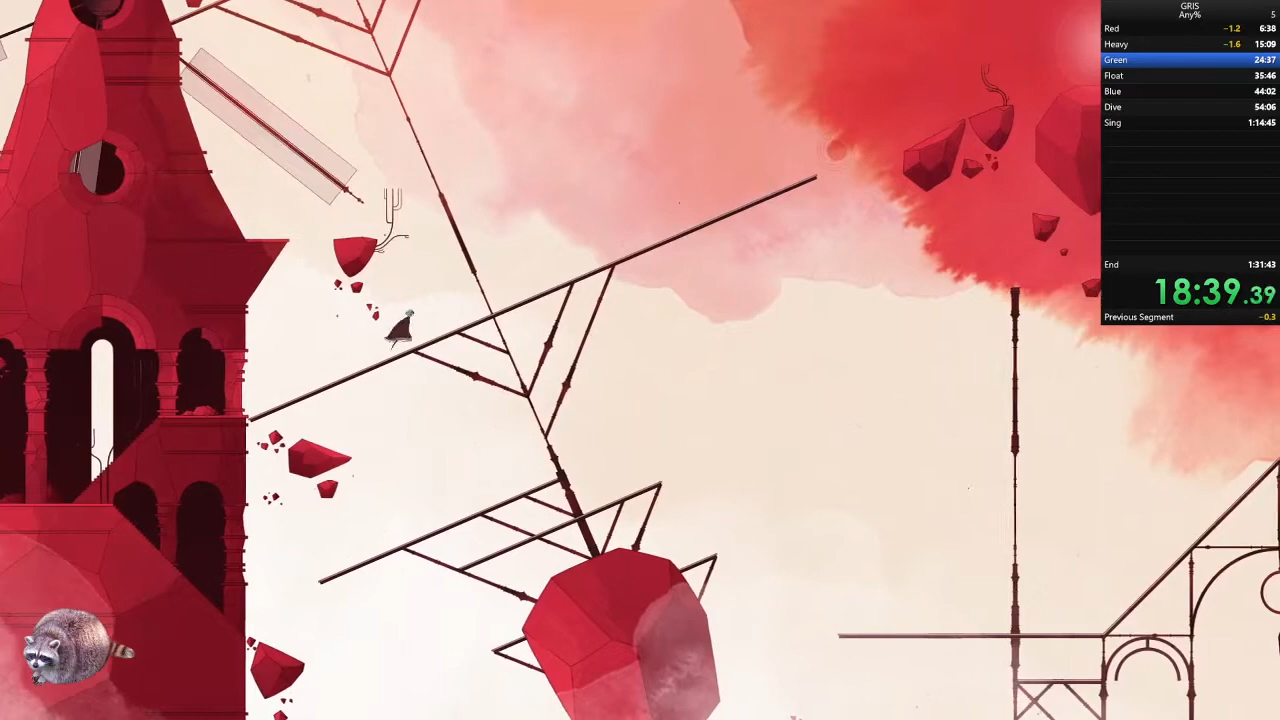 GRIS
Any% 5
Red −1.2 6:38
Heavy −1.6 15:09
Green 24:37
Float 35:46
Blue 44:02
Dive 54:06
Sing 1:14:45
End 1:31:43
18:39.39
Previous Segment −0.3